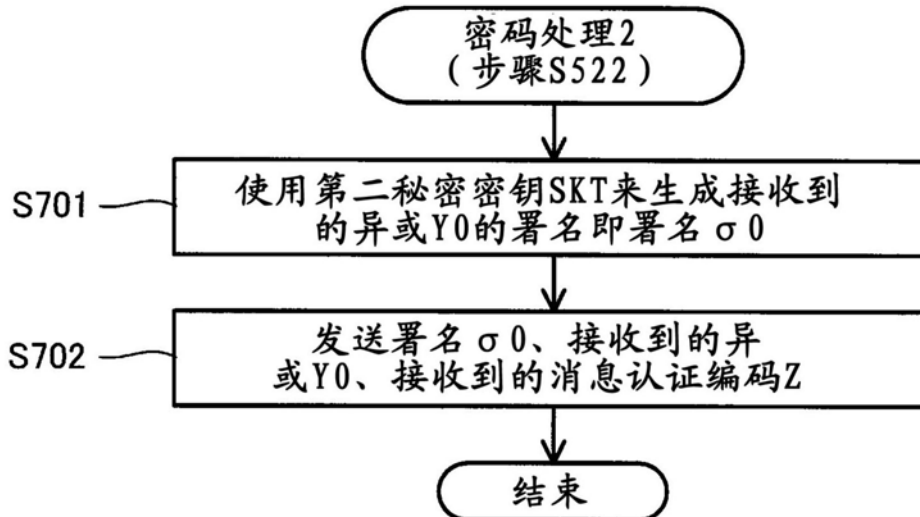 密码处理2
(步骤S522)
S701
使用第二秘密密钥SKT来生成接收到
的异或Y0的署名即署名σ0
S702
发送署名σ0、接收到的异
或Y0、接收到的消息认证编码Z
结束